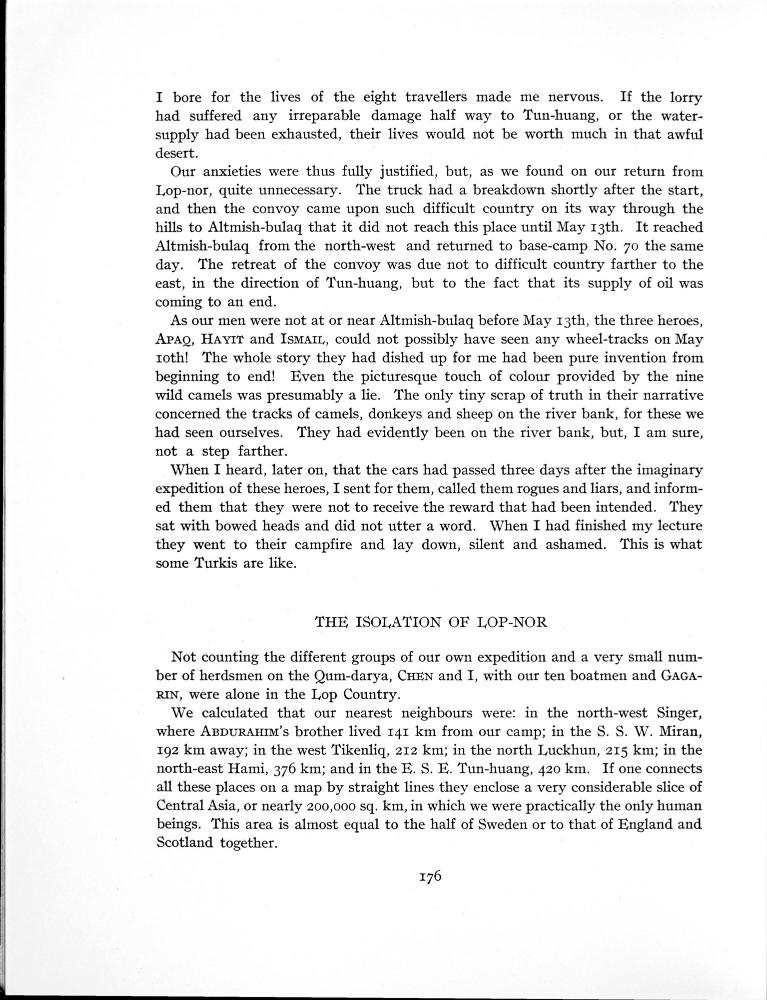 I bore for the lives of the eight travellers made me nervous. If the lorry
had suffered any irreparable damage half way to Tun-huang, or the water-
supply had been exhausted, their lives would not be worth much in that awful
desert.
Our anxieties were thus fully justified, but, as we found on our return from
Lop-nor, quite unnecessary. The truck had a breakdown shortly after the start,
and then the convoy came upon such difficult country on its way through the
hills to Altmish-bulaq that it did not reach this place until May 13th. It reached
Altmish-bulaq from the north-west and returned to base-camp No. 70 the same
day. The retreat of the convoy was due not to difficult country farther to the
east, in the direction of Tun-huang, but to the fact that its supply of oil was
coming to an end.
As our men were not at or near Altmish-bulaq before May 13th, the three heroes,
APAQ, HAYIT and ISMAIL, could not possibly have seen any wheel-tracks on May
10th! The whole story they had dished up for me had been pure invention from
beginning to end! Even the picturesque touch of colour provided by the nine
wild camels was presumably a lie. The only tiny scrap of truth in their narrative
concerned the tracks of camels, donkeys and sheep on the river bank, for these we
had seen ourselves. They had evidently been on the river bank, but, I am sure,
not a step farther.
When I heard, later on, that the cars had passed three days after the imaginary
expedition of these heroes, I sent for them, called them rogues and liars, and inform-
ed them that they were not to receive the reward that had been intended. They
sat with bowed heads and did not utter a word. When I had finished my lecture
they went to their campfire and lay down, silent and ashamed. This is what
some Turkis are like.
THE ISOLATION OF LOP-NOR
Not counting the different groups of our own expedition and a very small num-
ber of herdsmen on the Qum-darya, CHEN and I, with our ten boatmen and GAGA-
RIN, were alone in the Lop Country.
We calculated that our nearest neighbours were: in the north-west Singer,
where ABDURAHIM's brother lived 141 km from our camp; in the S. S. W. Miran,
192 km away; in the west Tikenliq, 212 km; in the north Luckhun, 215 km; in the
north-east Hami, 376 km; and in the E. S. E. Tun-huang, 420 km. If one connects
all these places on a map by straight lines they enclose a very considerable slice of
Central Asia, or nearly 200,000 sq. km, in which we were practically the only human
beings. This area is almost equal to the half of Sweden or to that of England and
Scotland together.
176